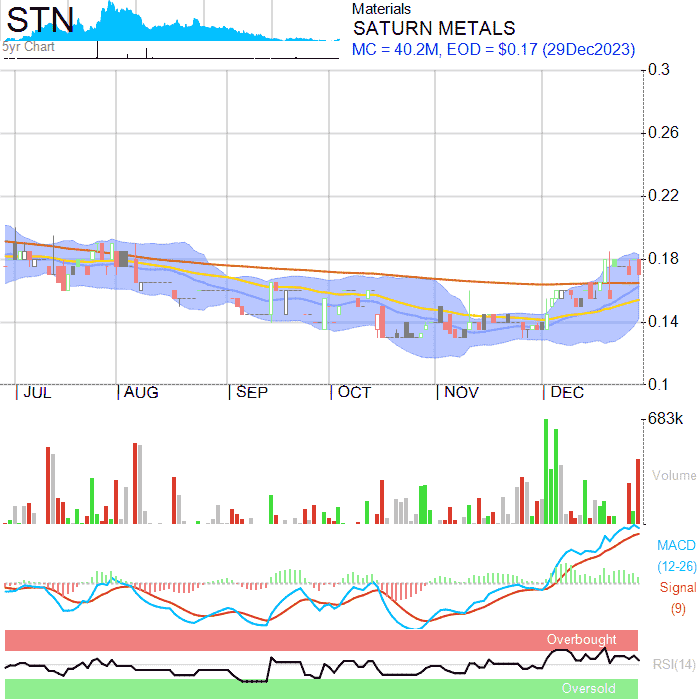 STN
5yr Chart
Materials
SATURN METALS
MC = 40.2M, EOD = $0.17 (29Dec2023)
0.3
0.26
0.22
0.18
0.14
0.1
JUL AUG SEP OCT NOV DEC
683k
Volume
MACD
(12-26)
Signal
(9)
Overbought
RSI(14)
Oversold